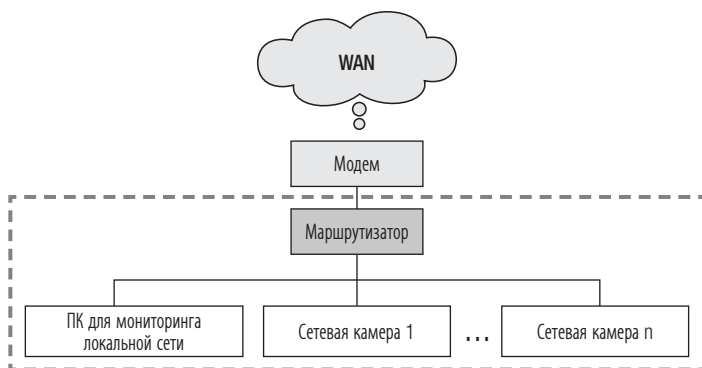 WAN
Модем
Маршрутизатор
ПК для мониторинга
локальной сети
Сетевая камера 1
...
Сетевая камера n